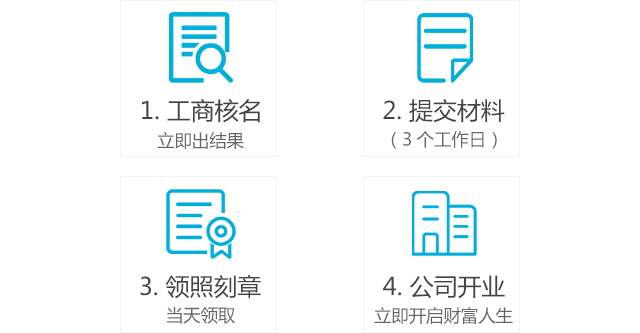 1. 工商核名
立即出结果
2. 提交材料
（3个工作日）
3. 领照刻章
当天领取
4. 公司开业
立即开启财富人生